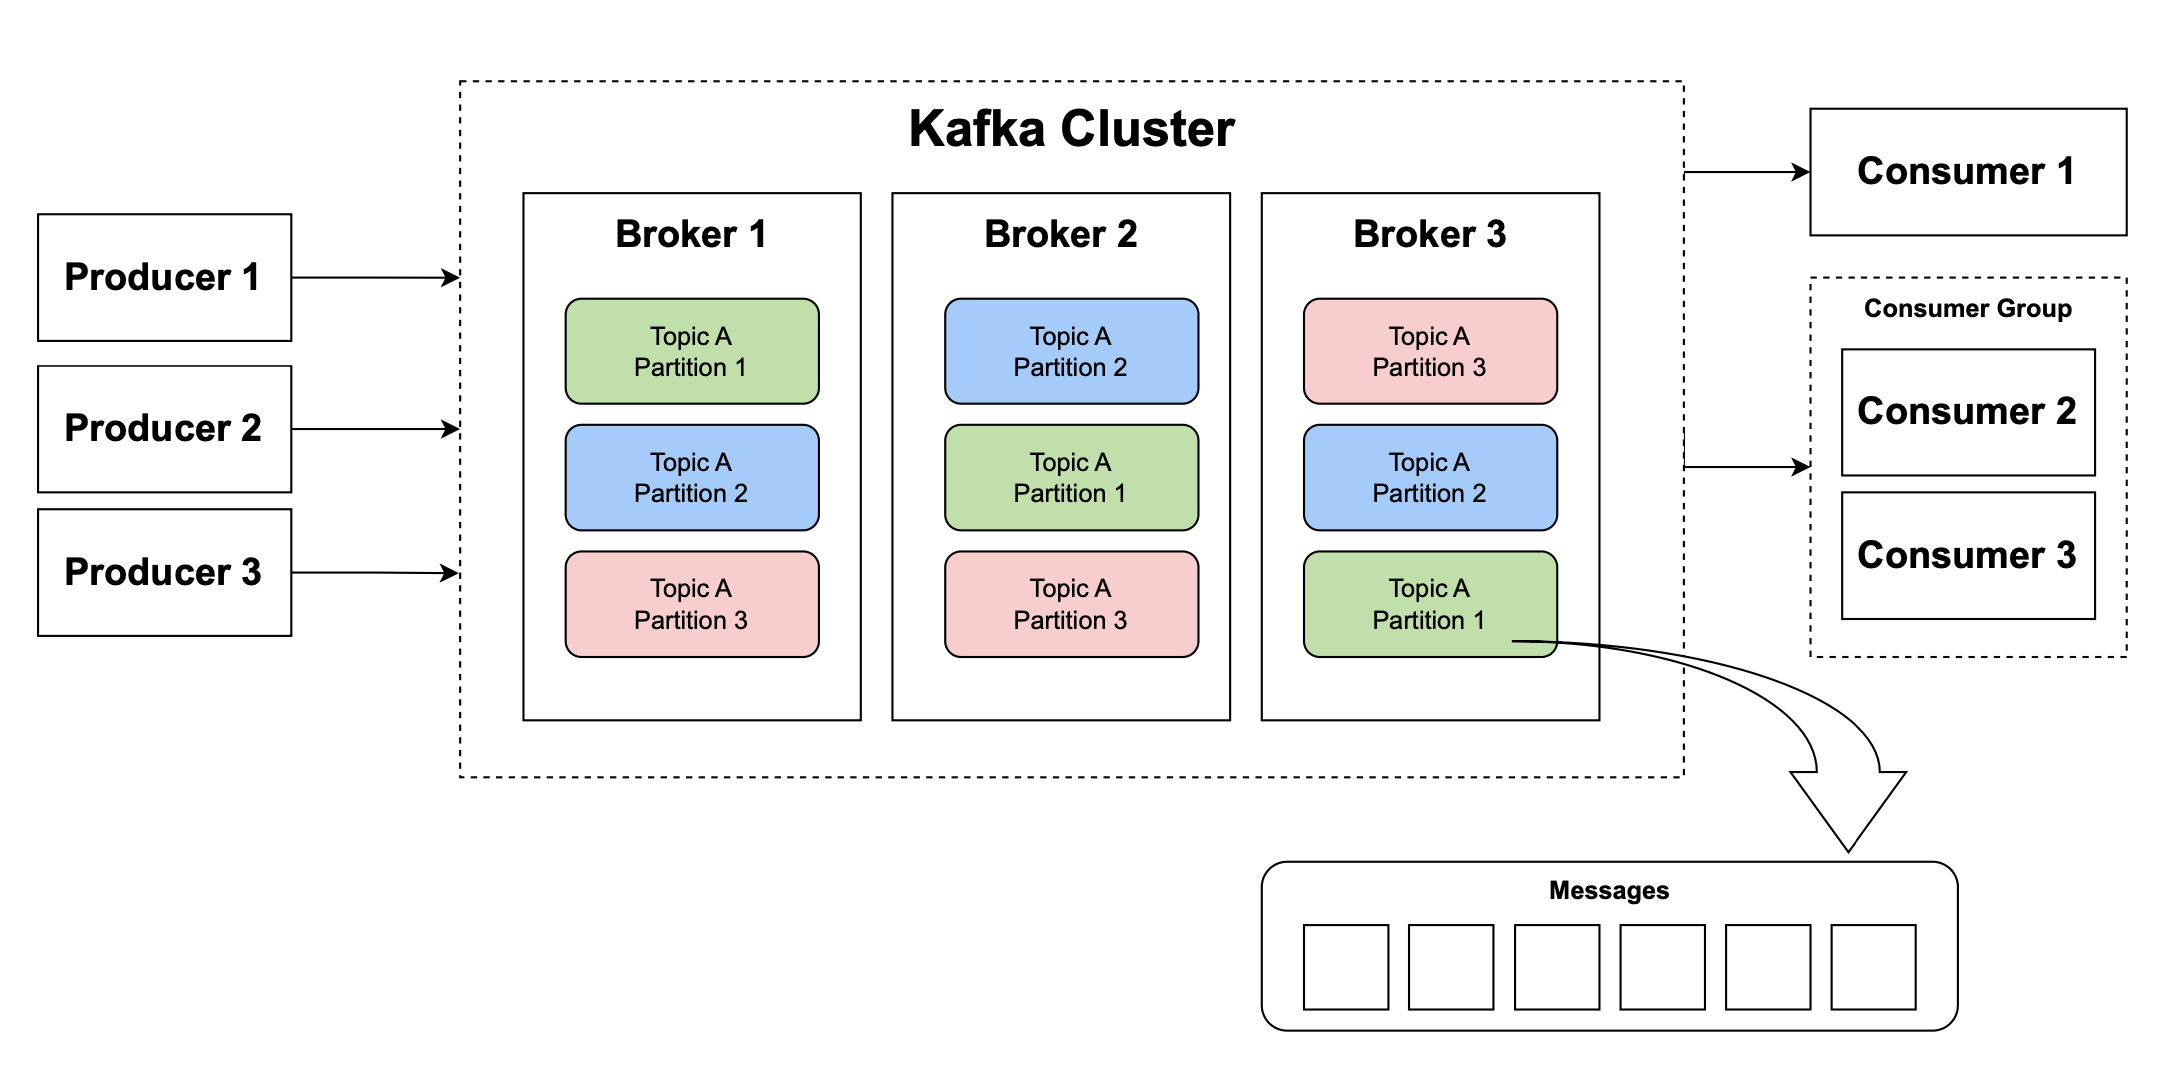 Kafka Cluster
Producer 1
Producer 2
Producer 3
Broker 1
Topic A
Partition 1
Topic A
Partition 2
Topic A
Partition 3
Broker 2
Topic A
Partition 2
Topic A
Partition 1
Topic A
Partition 3
Broker 3
Topic A
Partition 3
Topic A
Partition 2
Topic A
Partition 1
Consumer 1
Consumer Group
Consumer 2
Consumer 3
Messages